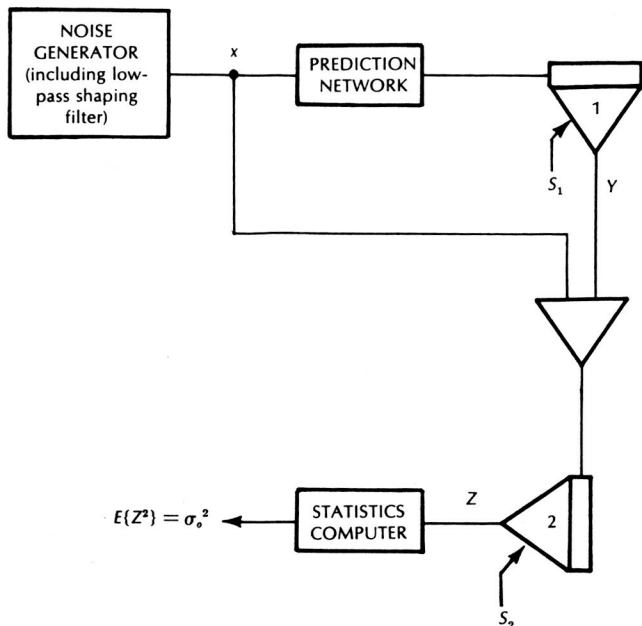 NOISE
GENERATOR
(including low-
pass shaping
filter)
x
PREDICTION
NETWORK
1
S₁
Y
E{Z²} = σₒ²
STATISTICS
COMPUTER
Z
2
S₂